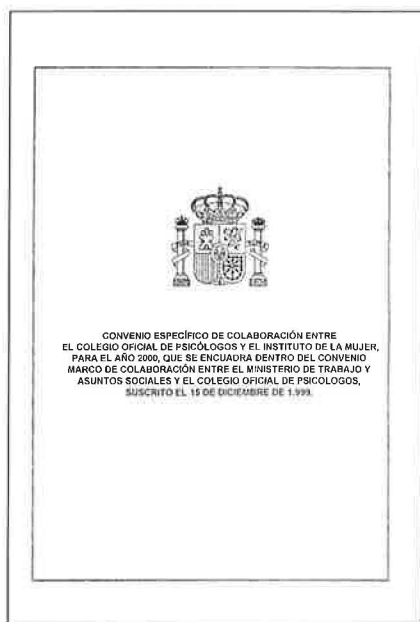 CONVENIO ESPECÍFICO DE COLABORACIÓN ENTRE
EL COLEGIO OFICIAL DE PSICÓLOGOS Y EL INSTITUTO DE LA MUJER,
PARA EL AÑO 2000, QUE SE ENCUADRA DENTRO DEL CONVENIO
MARCO DE COLABORACIÓN ENTRE EL MINISTERIO DE TRABAJO Y
ASUNTOS SOCIALES Y EL COLEGIO OFICIAL DE PSICOLOGOS,
SUSCRITO EL 15 DE DICIEMBRE DE 1.999.